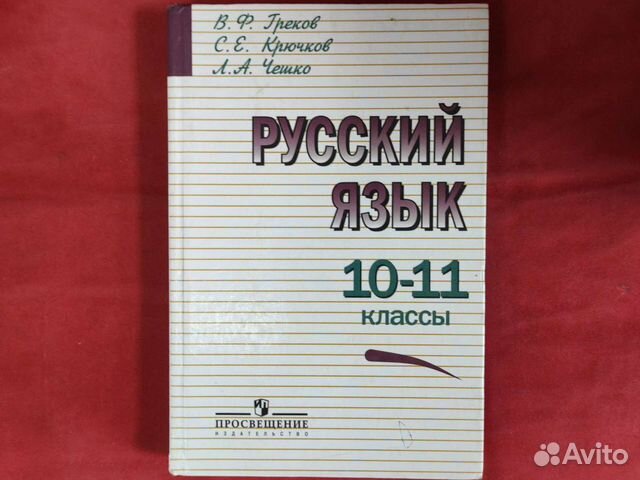 В. Ф. Греков
С. Е. Крючков
Л. А. Чешко
РУССКИЙ
ЯЗЫК
10-11
классы
ПРОСВЕЩЕНИЕ
ИЗДАТЕЛЬСТВО
Avito